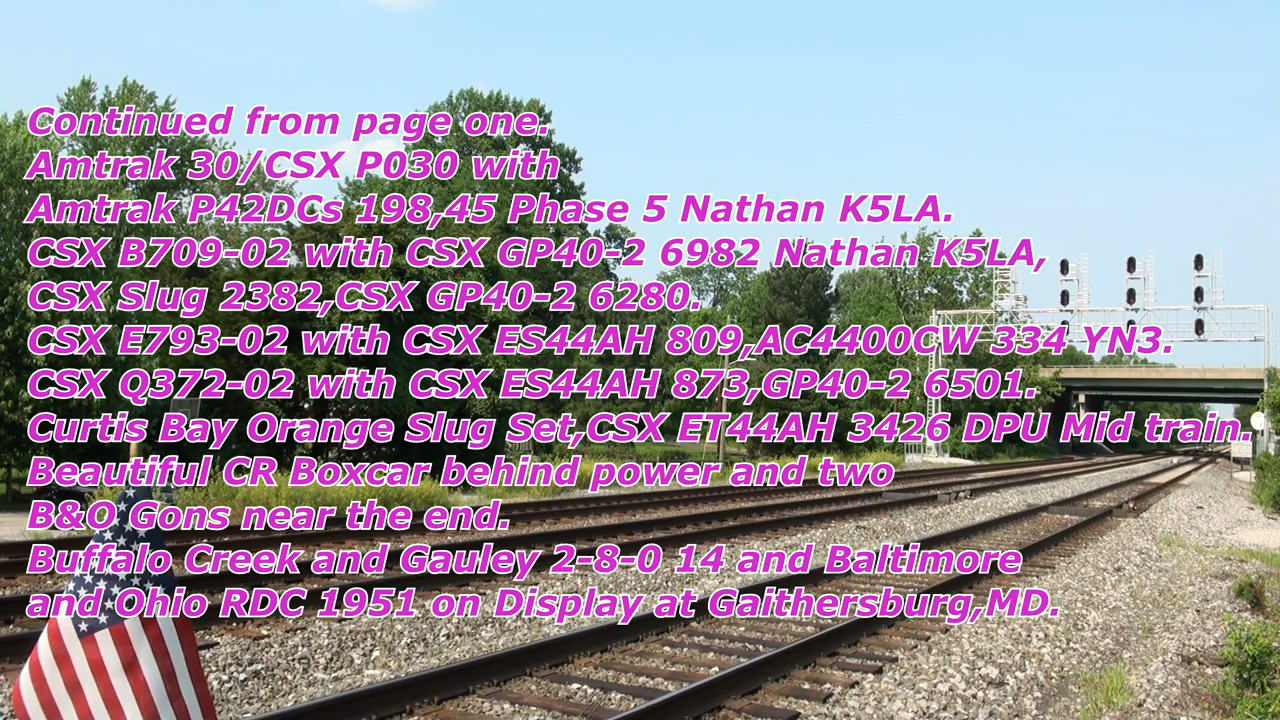 Continued from page one.
Amtrak 30/CSX P030 with
Amtrak P42DCs 198,45 Phase 5 Nathan K5LA.
CSX B709-02 with CSX GP40-2 6982 Nathan K5LA,
CSX Slug 2382,CSX GP40-2 6280.
CSX E793-02 with CSX ES44AH 809,AC4400CW 334 YN3.
CSX Q372-02 with CSX ES44AH 873,GP40-2 6501.
Curtis Bay Orange Slug Set,CSX ET44AH 3426 DPU Mid train.
Beautiful CR Boxcar behind power and two
B&O Gons near the end.
Buffalo Creek and Gauley 2-8-0 14 and Baltimore
and Ohio RDC 1951 on Display at Gaithersburg,MD.